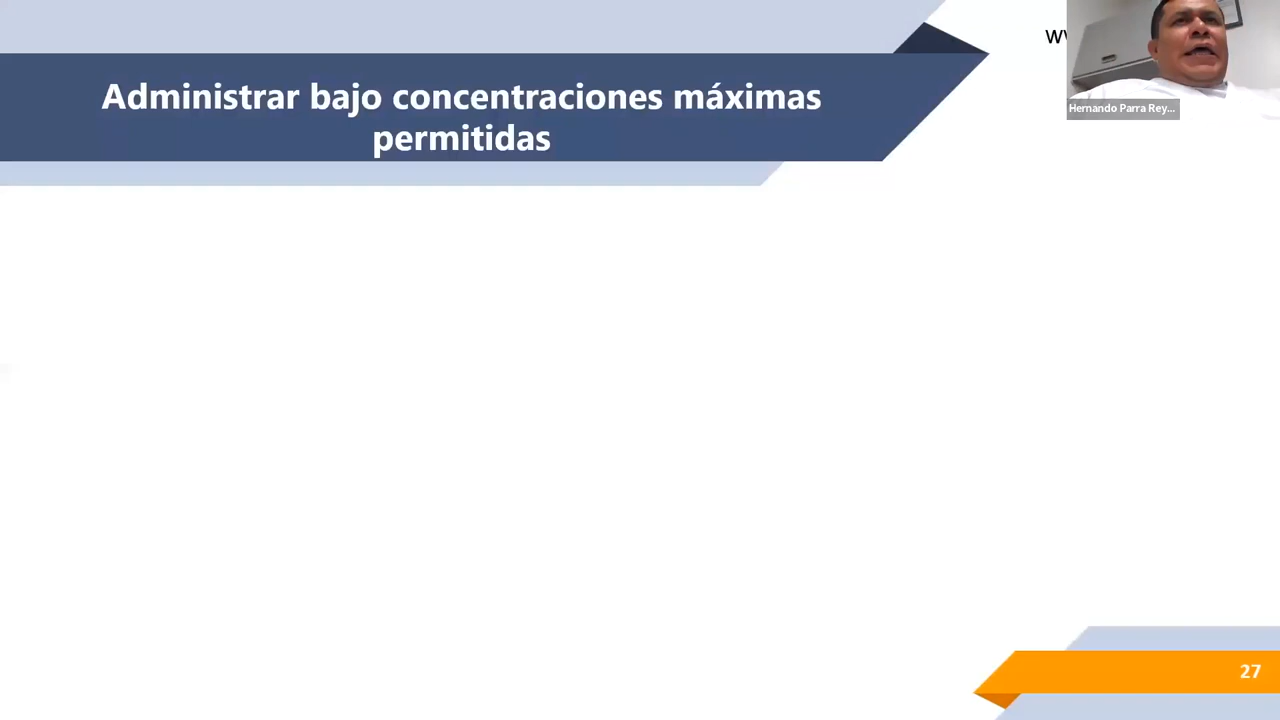 Administrar bajo concentraciones máximas
permitidas
Hernando Parra Rey...
27